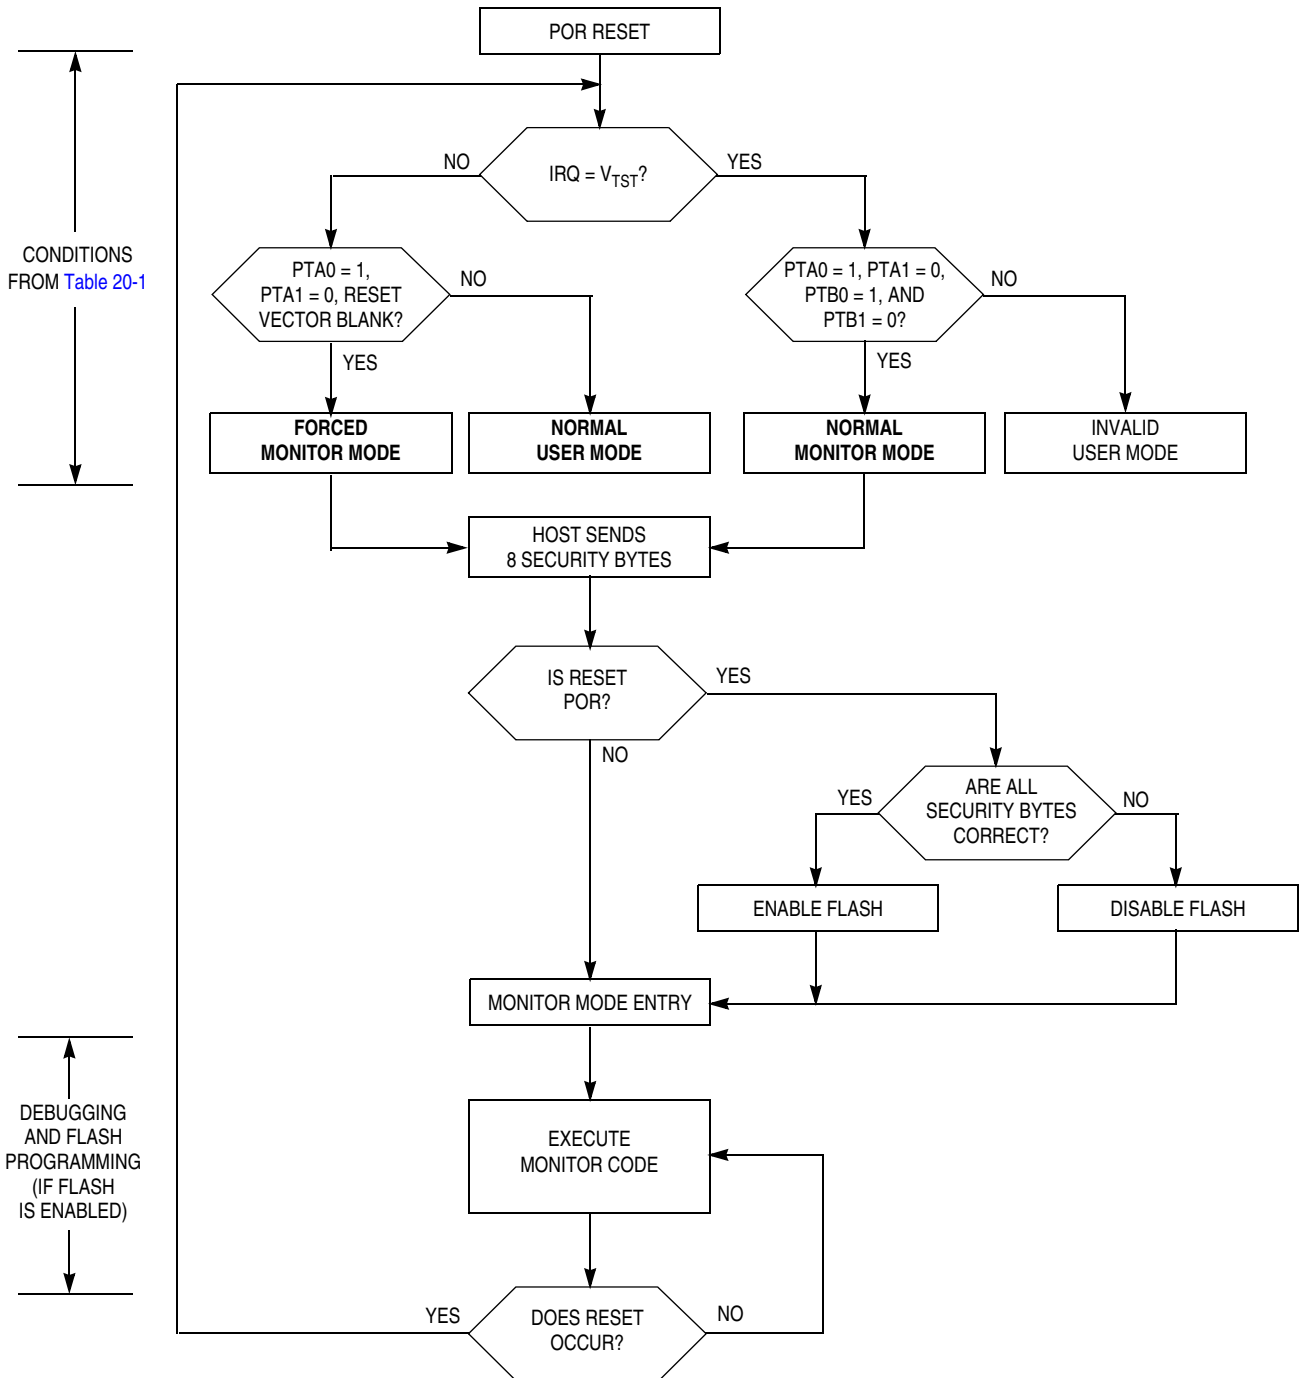 POR RESET
NO
YES
IRQ = VTST?
CONDITIONS
FROM Table 20-1
PTA0 = 1,
PTA1 = 0, RESET
VECTOR BLANK?
NO
YES
PTA0 = 1, PTA1 = 0,
PTB0 = 1, AND
PTB1 = 0?
NO
YES
FORCED
MONITOR MODE
NORMAL
USER MODE
NORMAL
MONITOR MODE
INVALID
USER MODE
HOST SENDS
8 SECURITY BYTES
IS RESET
POR?
YES
NO
ARE ALL
SECURITY BYTES
CORRECT?
YES
NO
ENABLE FLASH
DISABLE FLASH
MONITOR MODE ENTRY
DEBUGGING
AND FLASH
PROGRAMMING
(IF FLASH
IS ENABLED)
EXECUTE
MONITOR CODE
YES
DOES RESET
OCCUR?
NO